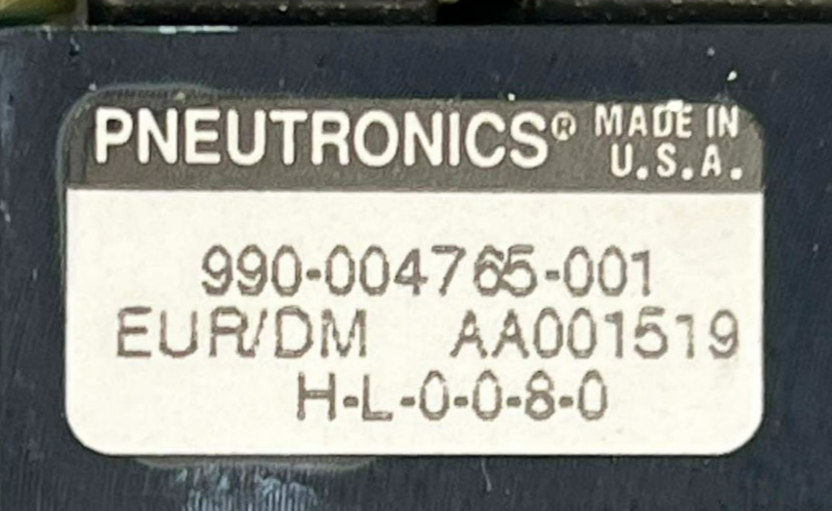 PNEUTRONICS® MADE IN
U.S.A.
990-004765-001
EUR/DM AA001519
H-L-0-0-8-0